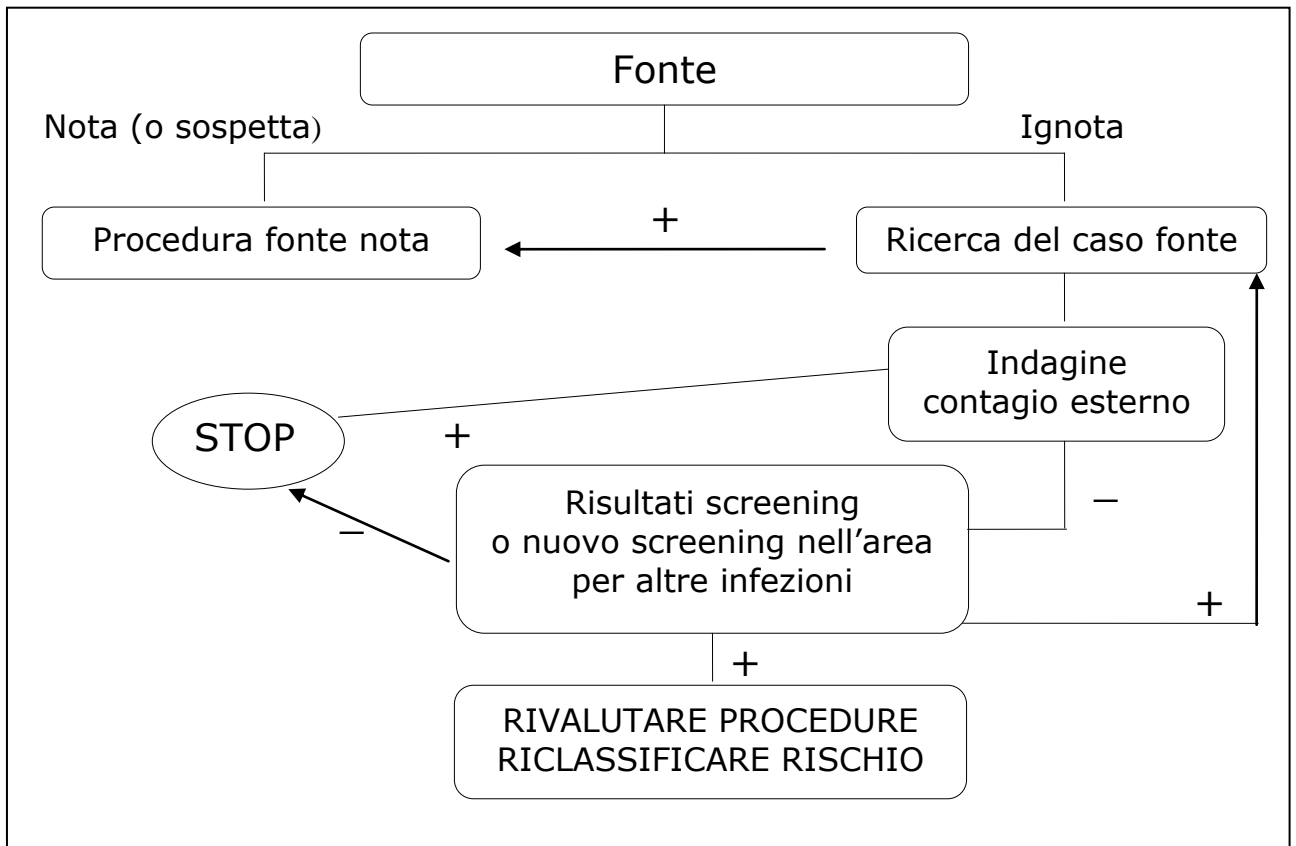 Fonte
Nota (o sospetta)
Ignota
Procedura fonte nota
+
Ricerca del caso fonte
Indagine
contagio esterno
STOP
+
Risultati screening
o nuovo screening nell’area
per altre infezioni
–
–
+
+
RIVALUTARE PROCEDURE
RICLASSIFICARE RISCHIO